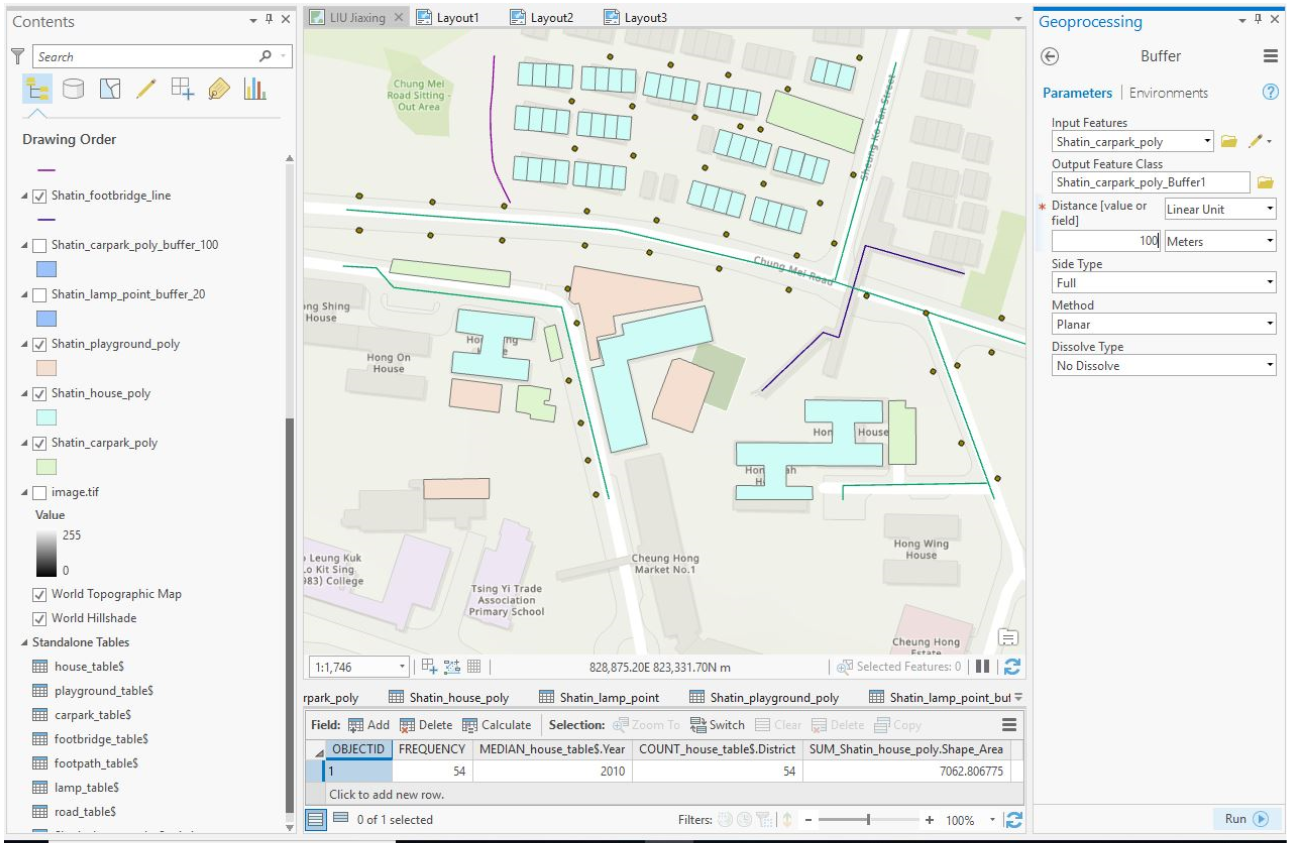 Contents
Search
Drawing Order
Shatin_footbridge_line
Shatin_carpark_poly_buffer_100
Shatin_lamp_point_buffer_20
Shatin_playground_poly
Shatin_house_poly
Shatin_carpark_poly
image.tif
Value
255
0
World Topographic Map
World Hillshade
Standalone Tables
house_table$
playground_table$
carpark_table$
footbridge_table$
footpath_table$
lamp_table$
road_table$
LIU Jiaxing
Layout1
Layout2
Layout3
Chung Mei
Road Sitting -
Out Area
Sheung Ko Tan Street
Chung Mei Road
ong Shing
House
Hong On
House
Hon
House
Cheung Hong
Market No.1
Hong Wing
House
Leung Kuk
o Kit Sing
983) College
Tsing Yi Trade
Association
Primary School
Cheung Hong
Estate
1:1,746
828,875.20E 823,331.70N m
Selected Features: 0
rpark_poly
Shatin_house_poly
Shatin_lamp_point
Shatin_playground_poly
Shatin_lamp_point_buf
Field: Add Delete Calculate Selection: Zoom To Switch Clear Delete Copy
OBJECTID FREQUENCY MEDIAN_house_table$.Year COUNT_house_table$.District SUM_Shatin_house_poly.Shape_Area
1 54 2010 54 7062.806775
Click to add new row.
0 of 1 selected
Filters:
- + 100%
Geoprocessing
Buffer
Parameters | Environments
Input Features
Shatin_carpark_poly
Output Feature Class
Shatin_carpark_poly_Buffer1
* Distance [value or
field]
Linear Unit
100 Meters
Side Type
Full
Method
Planar
Dissolve Type
No Dissolve
Run